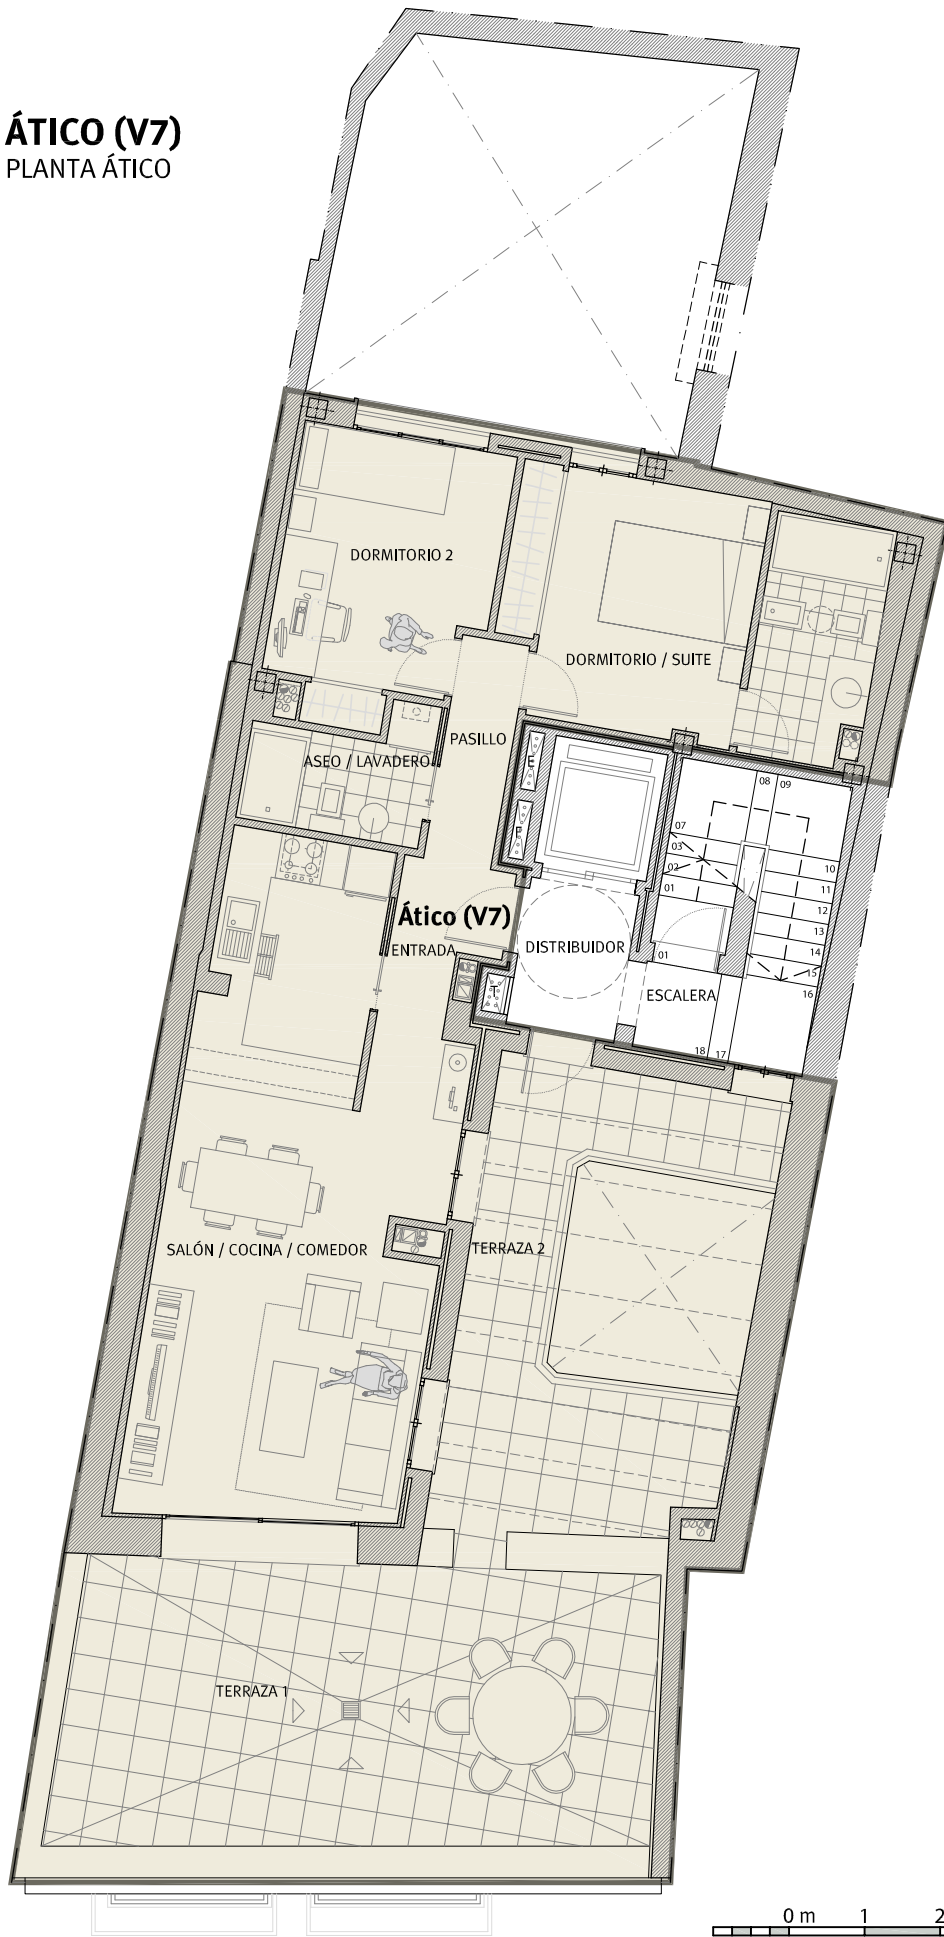 ÁTICO (V7)
PLANTA ÁTICO
DORMITORIO 2
DORMITORIO / SUITE
PASILLO
ASEO / LAVADERO
E
P
08 09
07
03
02
01
10
11
12
13
14
15
16
Ático (V7)
ENTRADA
DISTRIBUIDOR
01
ESCALERA
T
18 17
SALÓN / COCINA / COMEDOR
TERRAZA 2
TERRAZA 1
0 m 1 2